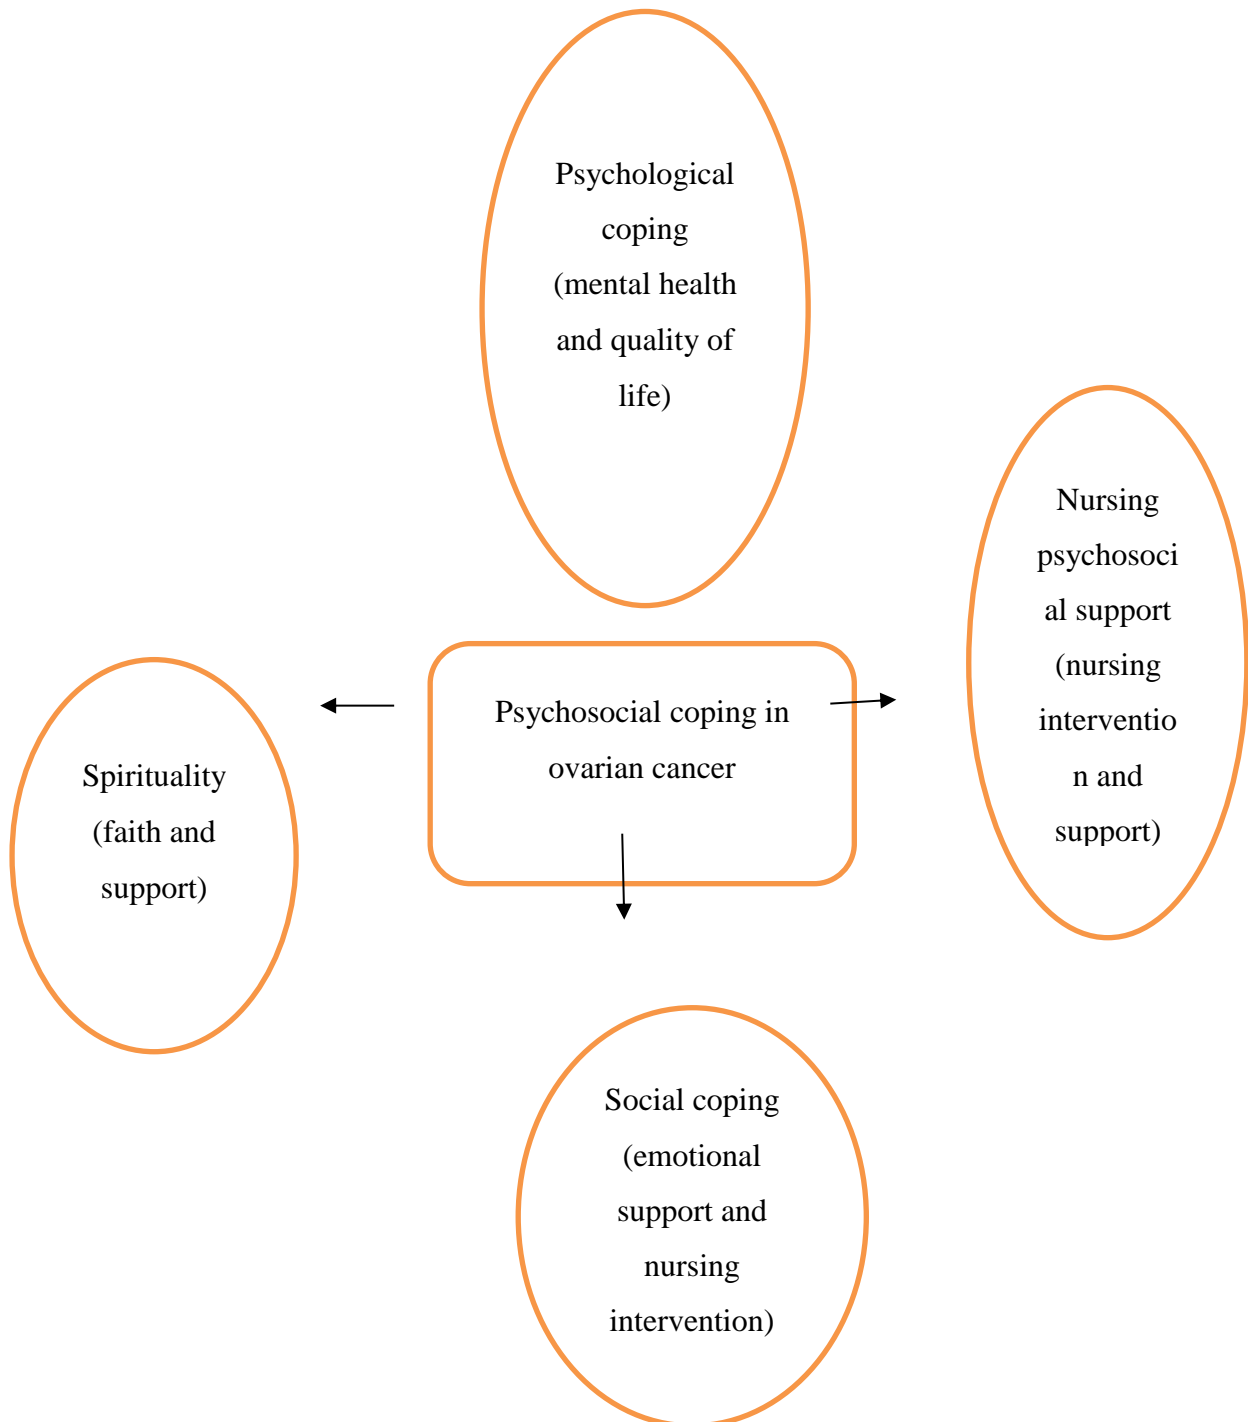 Psychological
coping
(mental health
and quality of
life)
Nursing
psychosoci
al support
(nursing
interventio
n and
support)
Psychosocial coping in
ovarian cancer
Spirituality
(faith and
support)
Social coping
(emotional
support and
nursing
intervention)